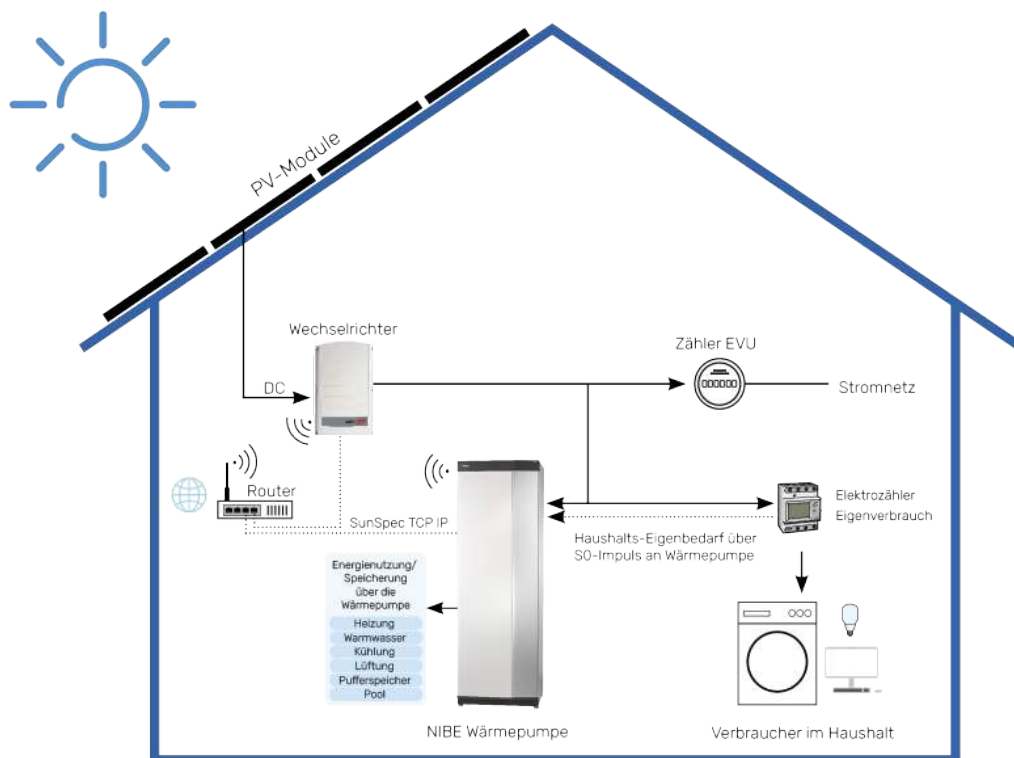 PV-Module
Wechselrichter
Zähler EVU
DC
Stromnetz
Router
SunSpec TCP IP
Elektrozähler
Eigenverbrauch
Haushalts-Eigenbedarf über
S0-Impuls an Wärmepumpe
Energienutzung/
Speicherung
über die
Wärmepumpe
Heizung
Warmwasser
Kühlung
Lüftung
Pufferspeicher
Pool
NIBE Wärmepumpe
Verbraucher im Haushalt